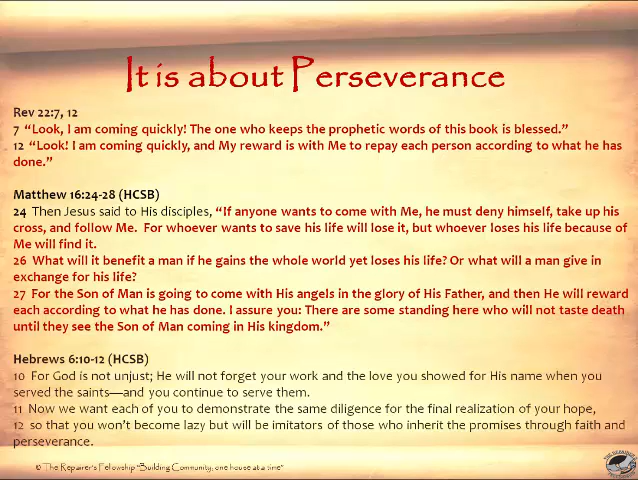 It is about Perseverance
Rev 22:7, 12
7 “Look, I am coming quickly! The one who keeps the prophetic words of this book is blessed.”
12 “Look! I am coming quickly, and My reward is with Me to repay each person according to what he has
done.”
Matthew 16:24-28 (HCSB)
24 Then Jesus said to His disciples, “If anyone wants to come with Me, he must deny himself, take up his
cross, and follow Me. For whoever wants to save his life will lose it, but whoever loses his life because of
Me will find it.
26 What will it benefit a man if he gains the whole world yet loses his life? Or what will a man give in
exchange for his life?
27 For the Son of Man is going to come with His angels in the glory of His Father, and then He will reward
each according to what he has done. I assure you: There are some standing here who will not taste death
until they see the Son of Man coming in His kingdom.”
Hebrews 6:10-12 (HCSB)
10 For God is not unjust; He will not forget your work and the love you showed for His name when you
served the saints—and you continue to serve them.
11 Now we want each of you to demonstrate the same diligence for the final realization of your hope,
12 so that you won’t become lazy but will be imitators of those who inherit the promises through faith and
perseverance.
© The Repairer's Fellowship "Building Community, one house at a time"